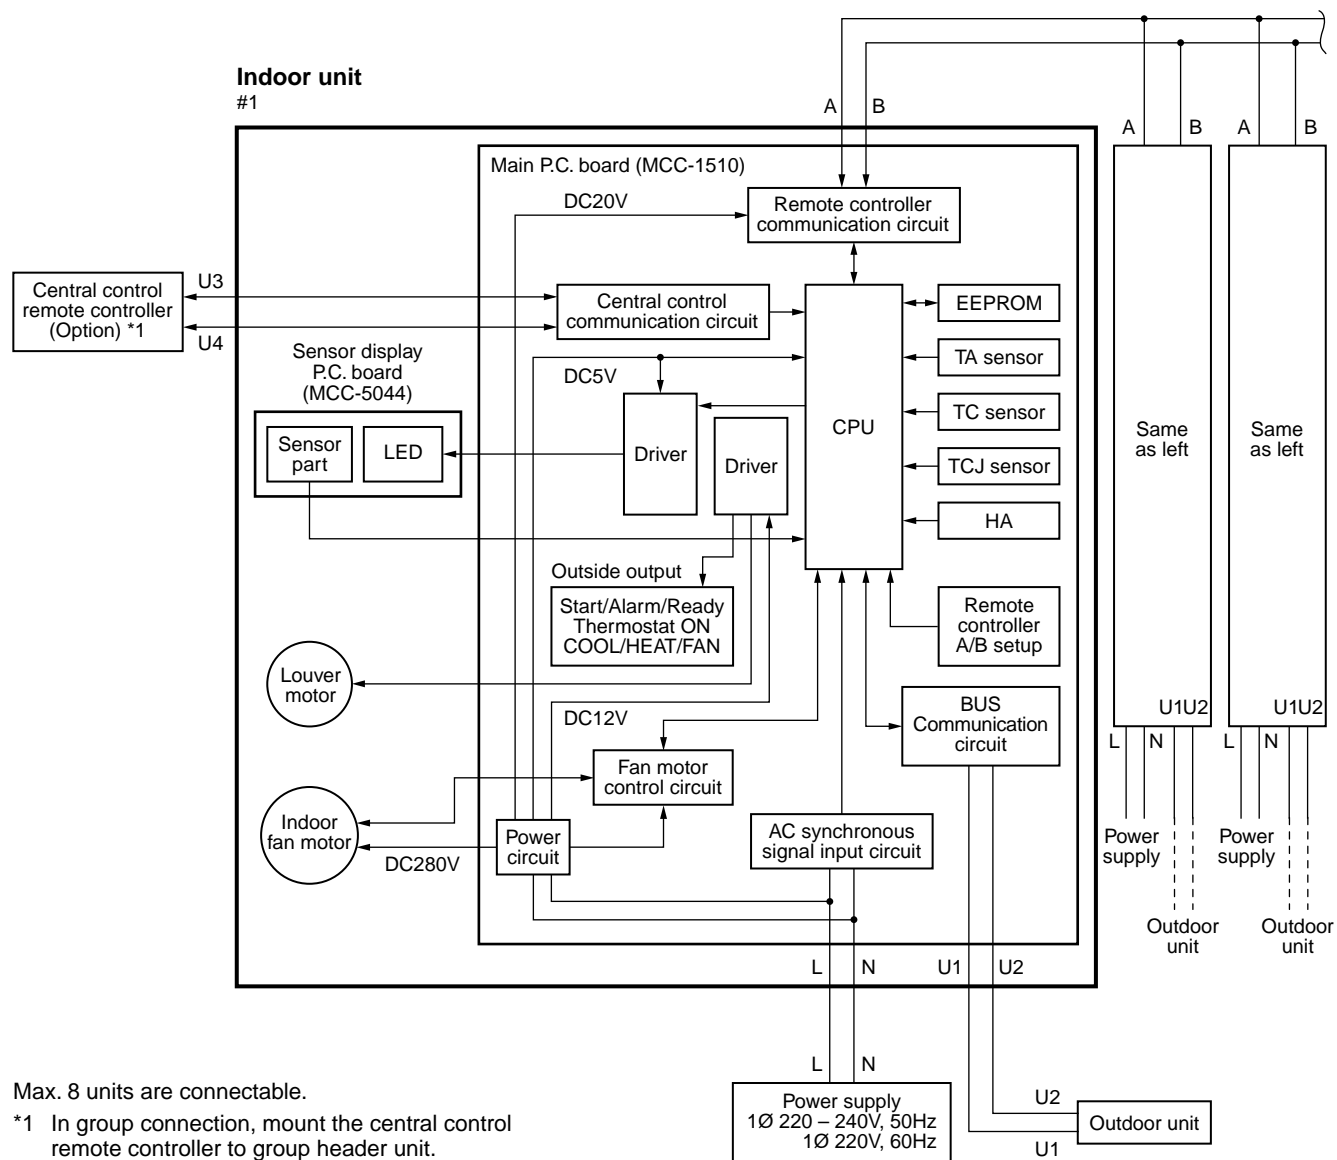 Indoor unit
#1
A
B
A
B
A
B
Main P.C. board (MCC-1510)
DC20V
Remote controller
communication circuit
U3
Central control
remote controller
(Option) *1
U4
Central control
communication circuit
EEPROM
Sensor display
P.C. board
(MCC-5044)
DC5V
TA sensor
Sensor
part
LED
Driver
Driver
CPU
TC sensor
TCJ sensor
HA
Same
as left
Same
as left
Outside output
Start/Alarm/Ready
Thermostat ON
COOL/HEAT/FAN
Remote
controller
A/B setup
Louver
motor
DC12V
BUS
Communication
circuit
U1U2
U1U2
L
N
L
N
Fan motor
control circuit
Indoor
fan motor
DC280V
Power
circuit
AC synchronous
signal input circuit
Power
supply
Power
supply
Outdoor
unit
Outdoor
unit
L
N
U1
U2
L
N
Max. 8 units are connectable.
*1 In group connection, mount the central control
remote controller to group header unit.
Power supply
1Ø 220 – 240V, 50Hz
1Ø 220V, 60Hz
U2
Outdoor unit
U1